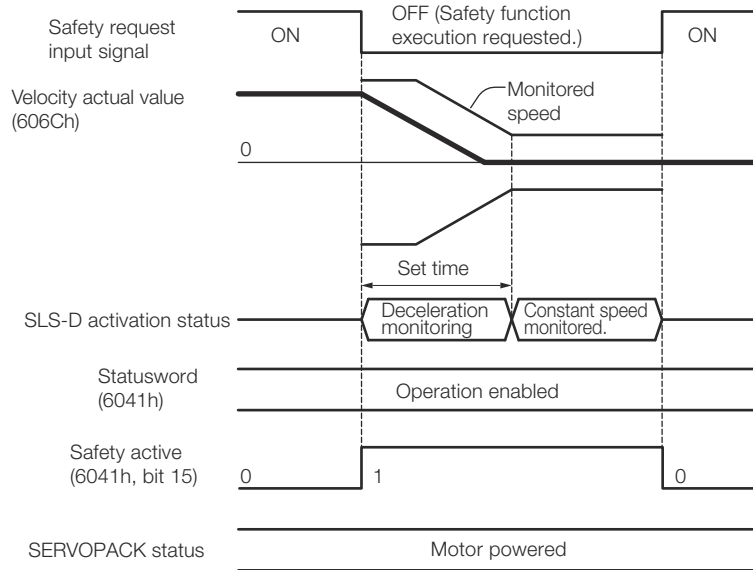 Safety request
input signal
ON
OFF (Safety function
execution requested.)
ON
Velocity actual value
(606Ch)
Monitored
speed
0
Set time
SLS-D activation status
Deceleration
monitoring
Constant speed
monitored.
Statusword
(6041h)
Operation enabled
Safety active
(6041h, bit 15)
0
1
0
SERVOPACK status
Motor powered